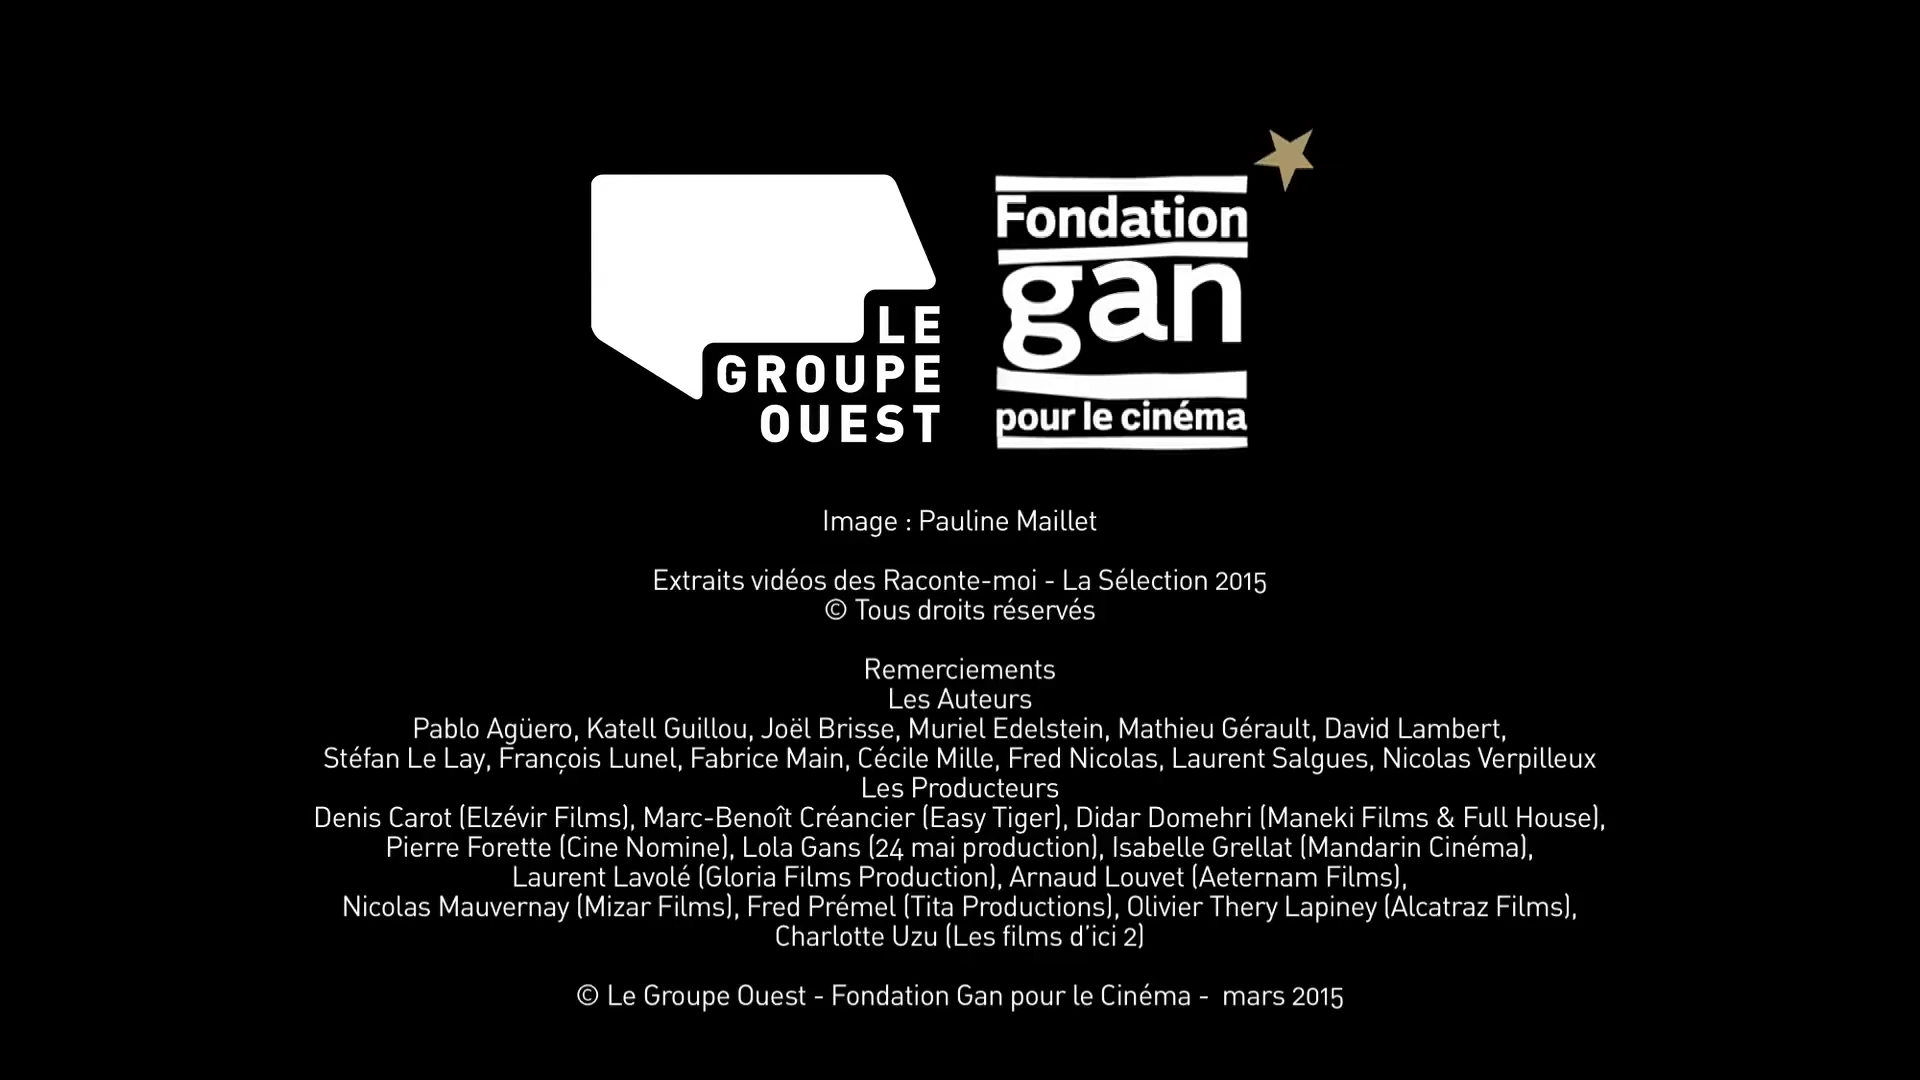 LE
GROUPE
OUEST
Fondation
gan
pour le cinéma
Image : Pauline Maillet
Extraits vidéos des Raconte-moi - La Sélection 2015
© Tous droits réservés
Remerciements
Les Auteurs
Pablo Agüero, Katell Guillou, Joël Brisse, Muriel Edelstein, Mathieu Gérault, David Lambert,
Stéfan Le Lay, François Lunel, Fabrice Main, Cécile Mille, Fred Nicolas, Laurent Salgues, Nicolas Verpilleux
Les Producteurs
Denis Carot (Elzévir Films), Marc-Benoît Créancier (Easy Tiger), Didar Domehri (Maneki Films & Full House),
Pierre Forette (Cine Nomine), Lola Gans (24 mai production), Isabelle Grellat (Mandarin Cinéma),
Laurent Lavolé (Gloria Films Production), Arnaud Louvet (Aeternam Films),
Nicolas Mauvernay (Mizar Films), Fred Prémel (Tita Productions), Olivier Thery Lapiney (Alcatraz Films),
Charlotte Uzu (Les films d'ici 2)
© Le Groupe Ouest - Fondation Gan pour le Cinéma - mars 2015